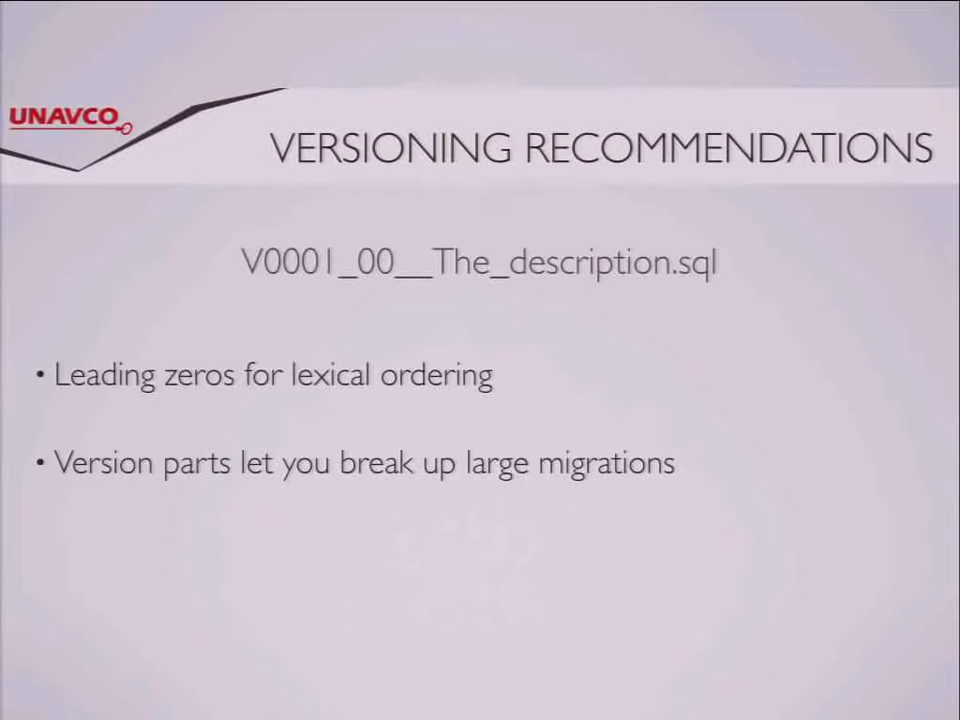 UNAVCO
VERSIONING RECOMMENDATIONS
V0001_00__The_description.sql
• Leading zeros for lexical ordering
• Version parts let you break up large migrations